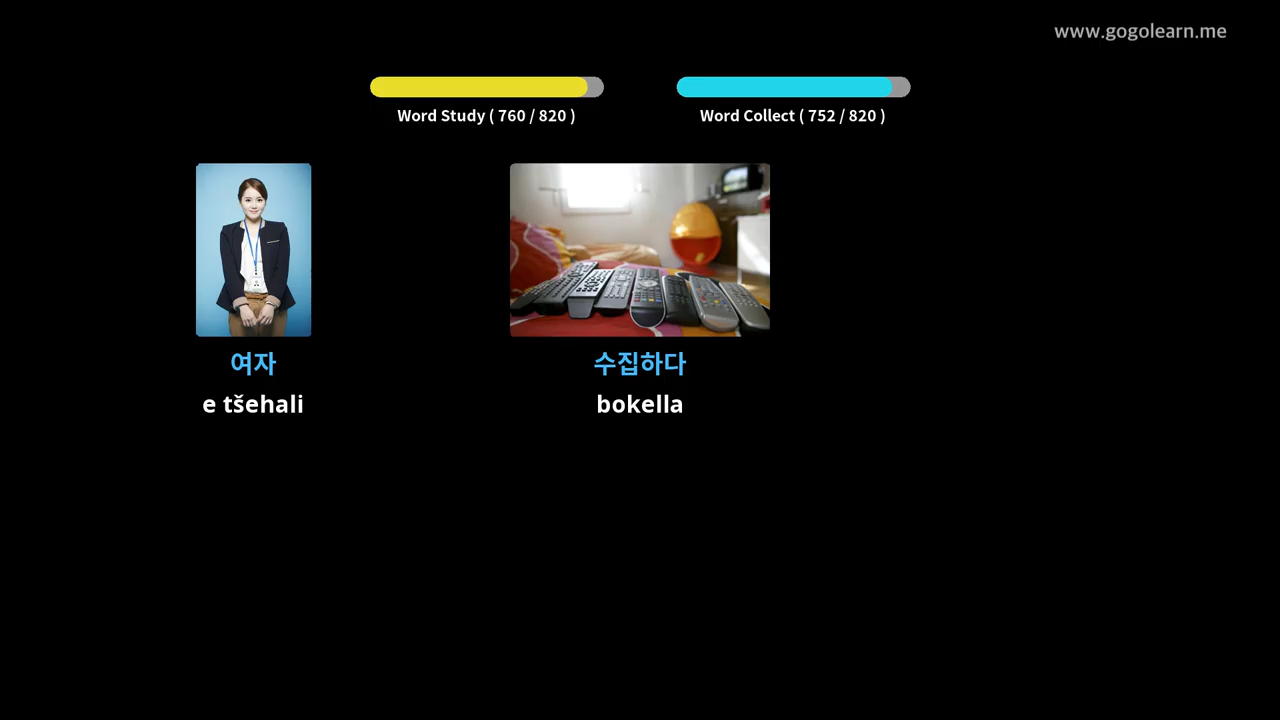 www.gogolearn.me
Word Study ( 760 / 820 )
Word Collect ( 752 / 820 )
여자
e tšehali
수집하다
bokella